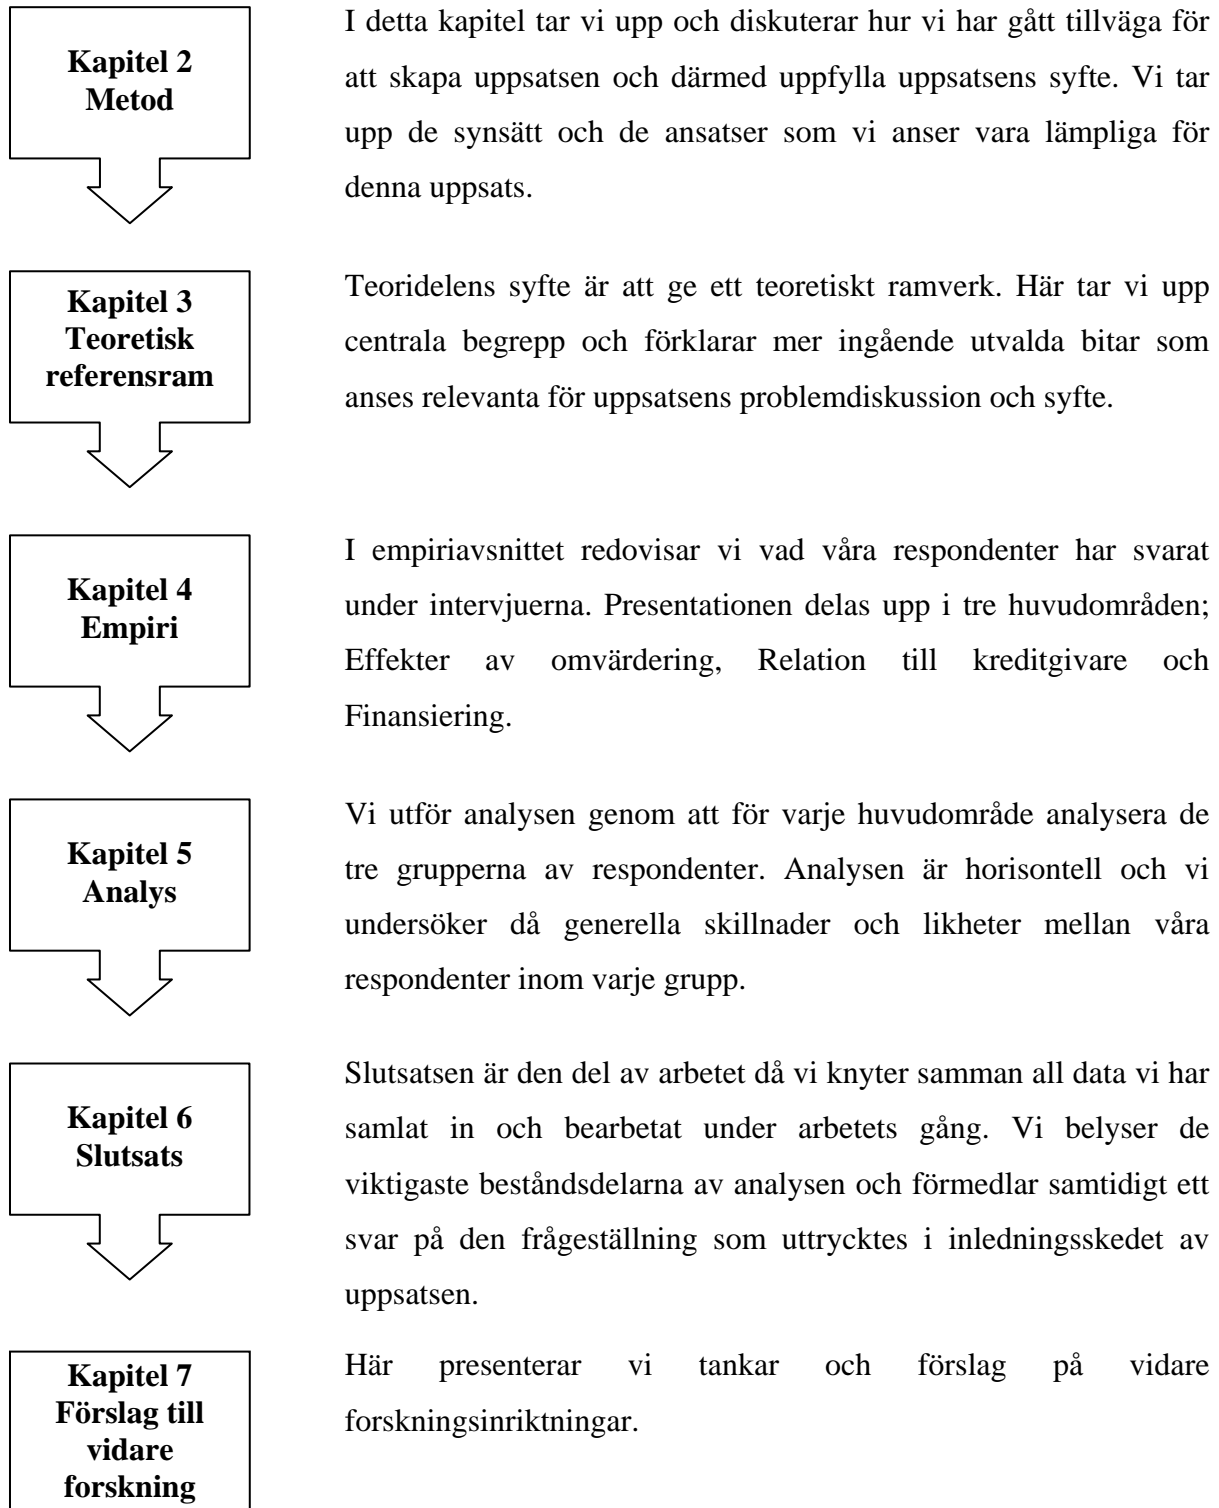 Kapitel 2
Metod
I detta kapitel tar vi upp och diskuterar hur vi har gått tillväga för
att skapa uppsatsen och därmed uppfylla uppsatsens syfte. Vi tar
upp de synsätt och de ansatser som vi anser vara lämpliga för
denna uppsats.
Kapitel 3
Teoretisk
referensram
Teoridelens syfte är att ge ett teoretiskt ramverk. Här tar vi upp
centrala begrepp och förklarar mer ingående utvalda bitar som
anses relevanta för uppsatsens problemdiskussion och syfte.
Kapitel 4
Empiri
I empiriavsnittet redovisar vi vad våra respondenter har svarat
under intervjuerna. Presentationen delas upp i tre huvudområden;
Effekter av omvärdering, Relation till kreditgivare och
Finansiering.
Kapitel 5
Analys
Vi utför analysen genom att för varje huvudområde analysera de
tre grupperna av respondenter. Analysen är horisontell och vi
undersöker då generella skillnader och likheter mellan våra
respondenter inom varje grupp.
Kapitel 6
Slutsats
Slutsatsen är den del av arbetet då vi knyter samman all data vi har
samlat in och bearbetat under arbetets gång. Vi belyser de
viktigaste beståndsdelarna av analysen och förmedlar samtidigt ett
svar på den frågeställning som uttrycktes i inledningsskedet av
uppsatsen.
Kapitel 7
Förslag till
vidare
forskning
Här presenterar vi tankar och förslag på vidare
forskningsinriktningar.